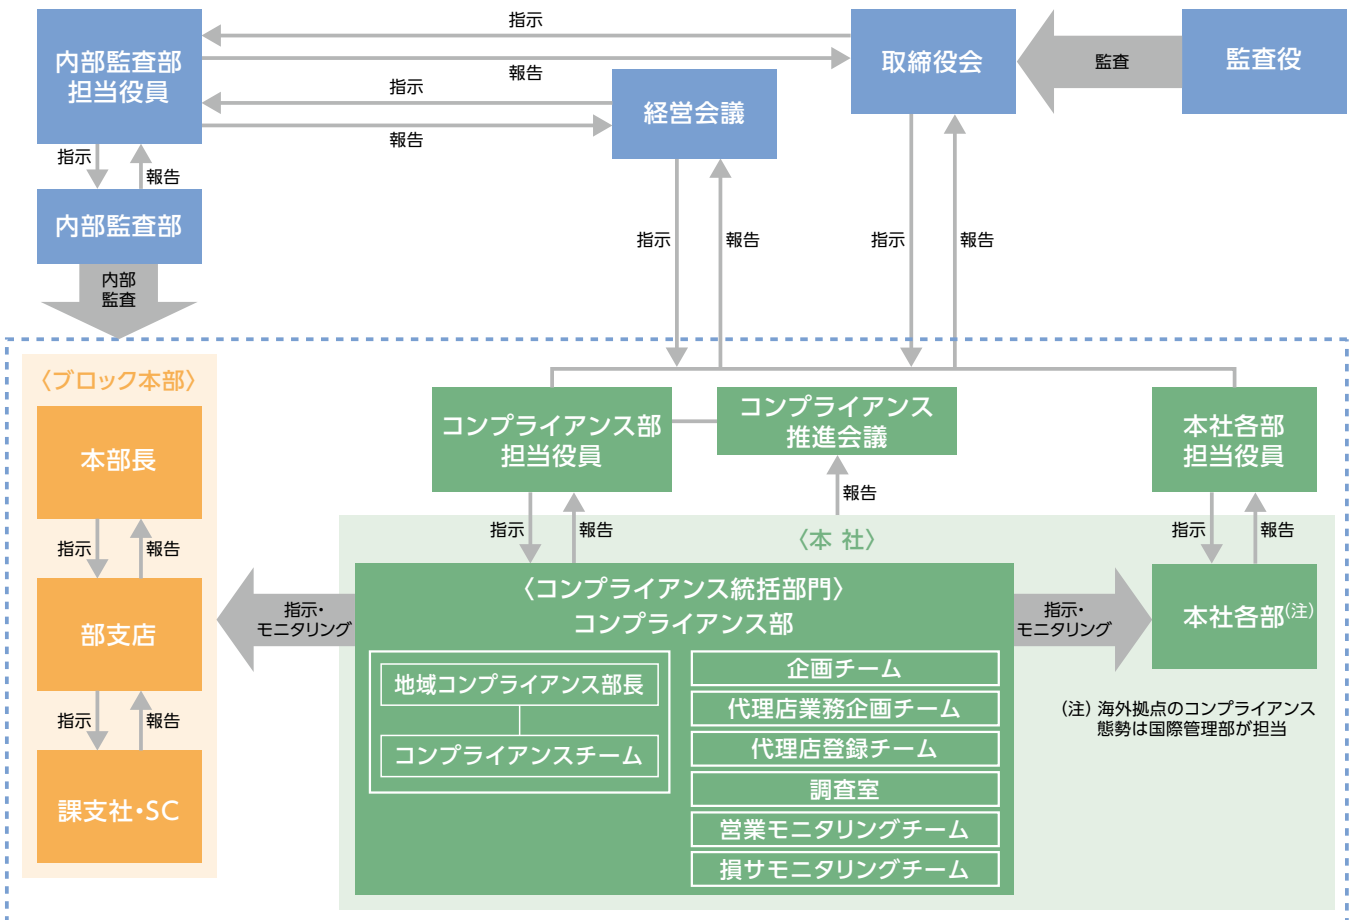 指示
内部監査部
担当役員
報告
取締役会
監査
監査役
指示
経営会議
報告
指示
報告
内部監査部
指示
報告
指示
報告
内部
監査
〈ブロック本部〉
本部長
指示
報告
部支店
指示
報告
課支社・SC
コンプライアンス部
担当役員
コンプライアンス
推進会議
本社各部
担当役員
報告
指示
報告
指示
報告
〈本 社〉
〈コンプライアンス統括部門〉
コンプライアンス部
指示・
モニタリング
指示・
モニタリング
本社各部(注)
地域コンプライアンス部長
コンプライアンスチーム
企画チーム
代理店業務企画チーム
代理店登録チーム
調査室
営業モニタリングチーム
損サモニタリングチーム
(注) 海外拠点のコンプライアンス
態勢は国際管理部が担当